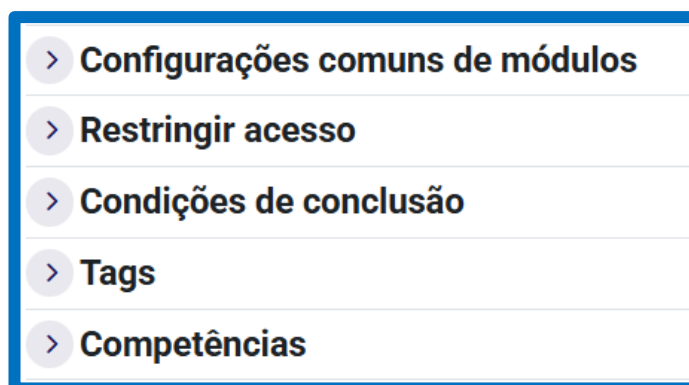 Configurações comuns de módulos
Restringir acesso
Condições de conclusão
Tags
Competências